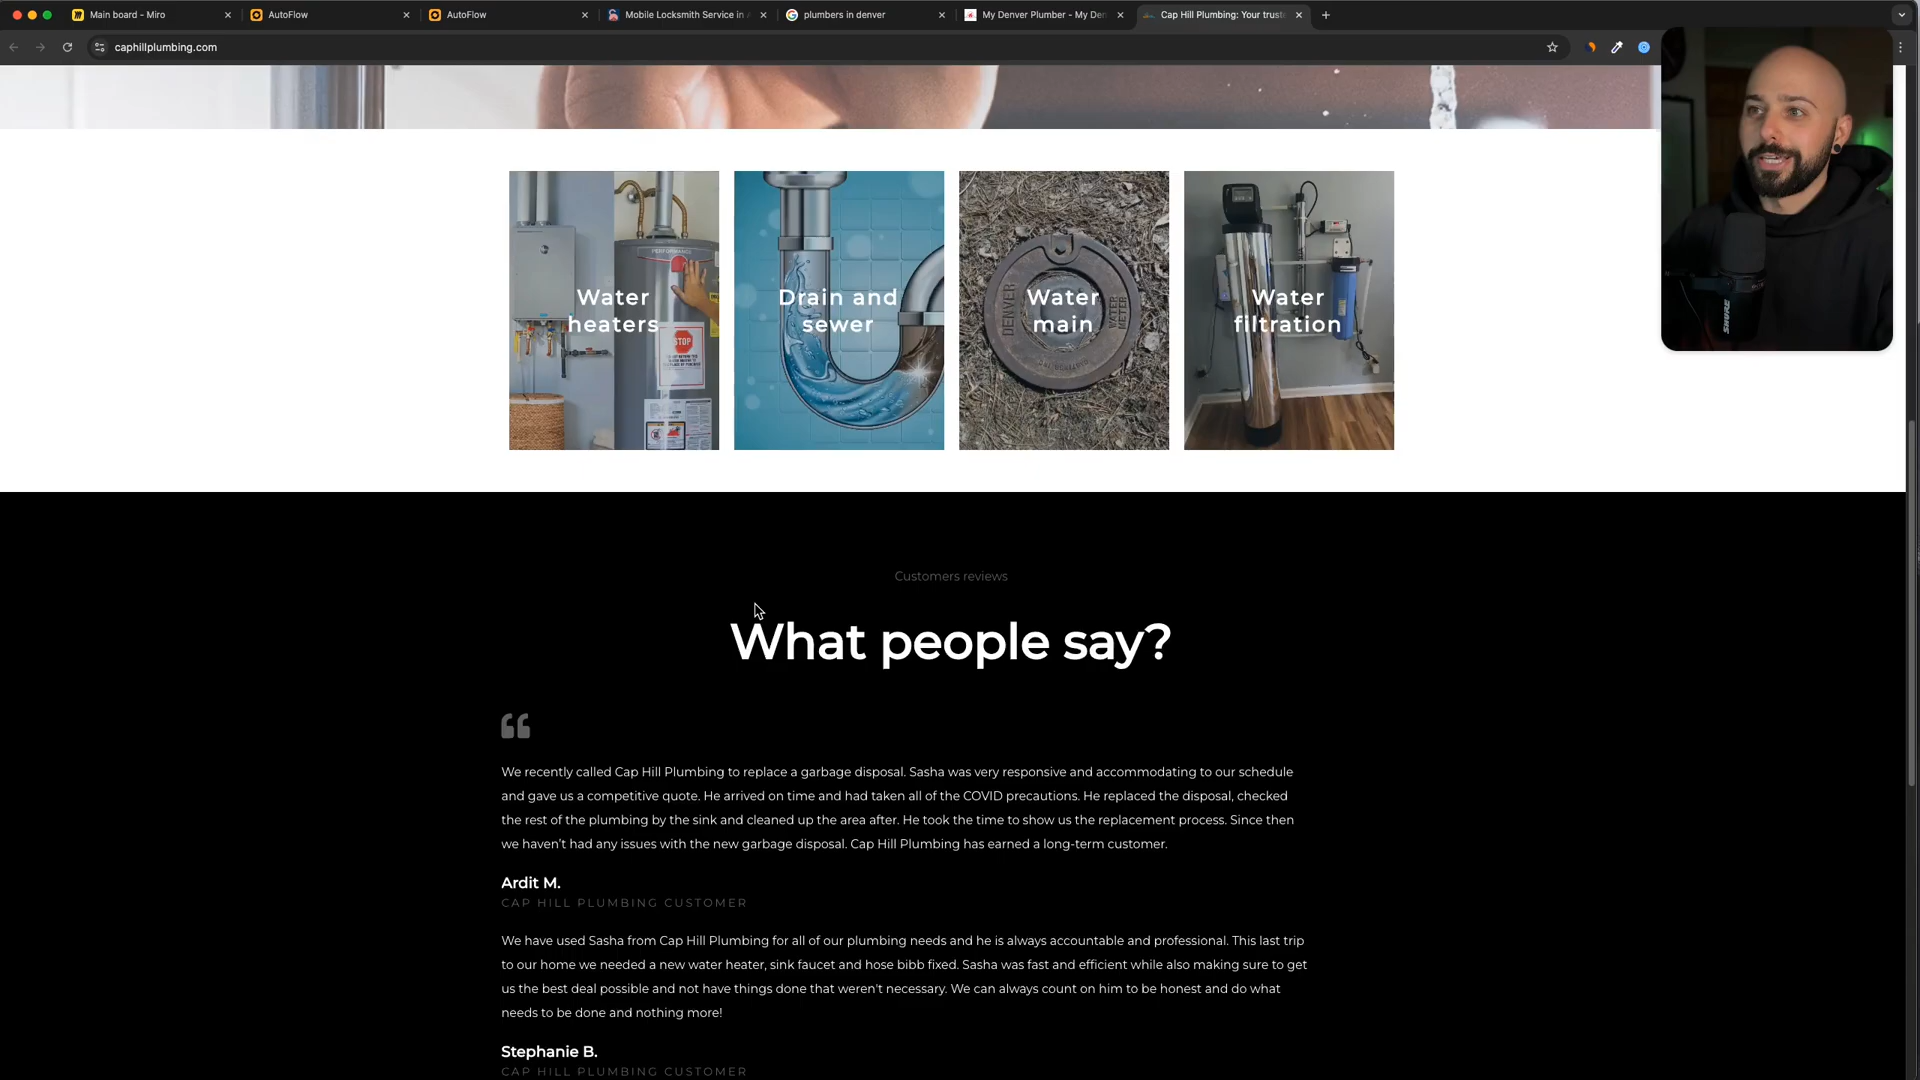 Main board - Miro
AutoFlow
AutoFlow
Mobile Locksmith Service in
plumbers in denver
My Denver Plumber - My Den
Cap Hill Plumbing: Your trust
caphillplumbing.com
Water
heaters
Drain and
sewer
Water
main
Water
filtration
PERFORMANCE
STOP
DENVER
WATER
METER
SHURE
Customers reviews
What people say?
We recently called Cap Hill Plumbing to replace a garbage disposal. Sasha was very responsive and accommodating to our schedule
and gave us a competitive quote. He arrived on time and had taken all of the COVID precautions. He replaced the disposal, checked
the rest of the plumbing by the sink and cleaned up the area after. He took the time to show us the replacement process. Since then
we haven't had any issues with the new garbage disposal. Cap Hill Plumbing has earned a long-term customer.
Ardit M.
CAP HILL PLUMBING CUSTOMER
We have used Sasha from Cap Hill Plumbing for all of our plumbing needs and he is always accountable and professional. This last trip
to our home we needed a new water heater, sink faucet and hose bibb fixed. Sasha was fast and efficient while also making sure to get
us the best deal possible and not have things done that weren't necessary. We can always count on him to be honest and do what
needs to be done and nothing more!
Stephanie B.
CAP HILL PLUMBING CUSTOMER